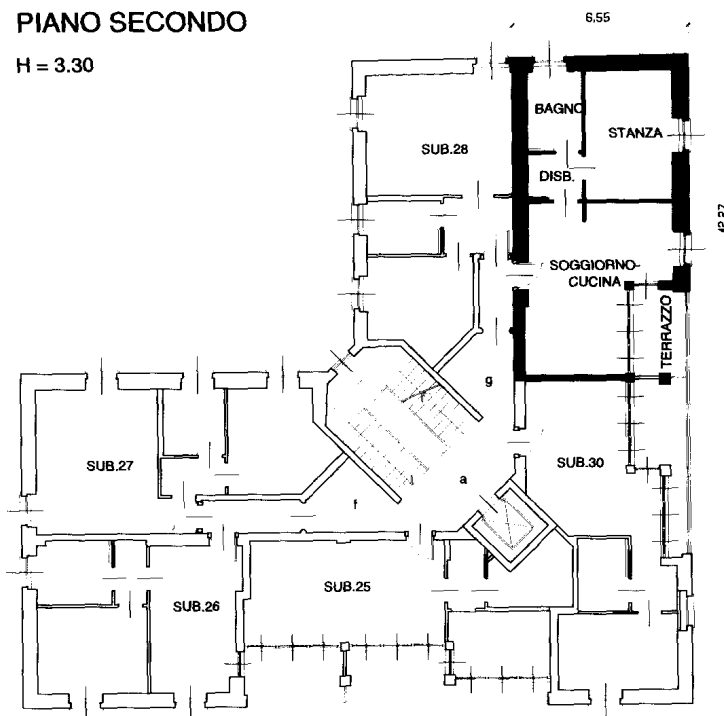 PIANO SECONDO
H = 3.30
6,55
BAGNO
STANZA
SUB.28
DISB.
SOGGIORNO-
CUCINA
TERRAZZO
g
SUB.27
SUB.30
a
f
SUB.25
SUB.26